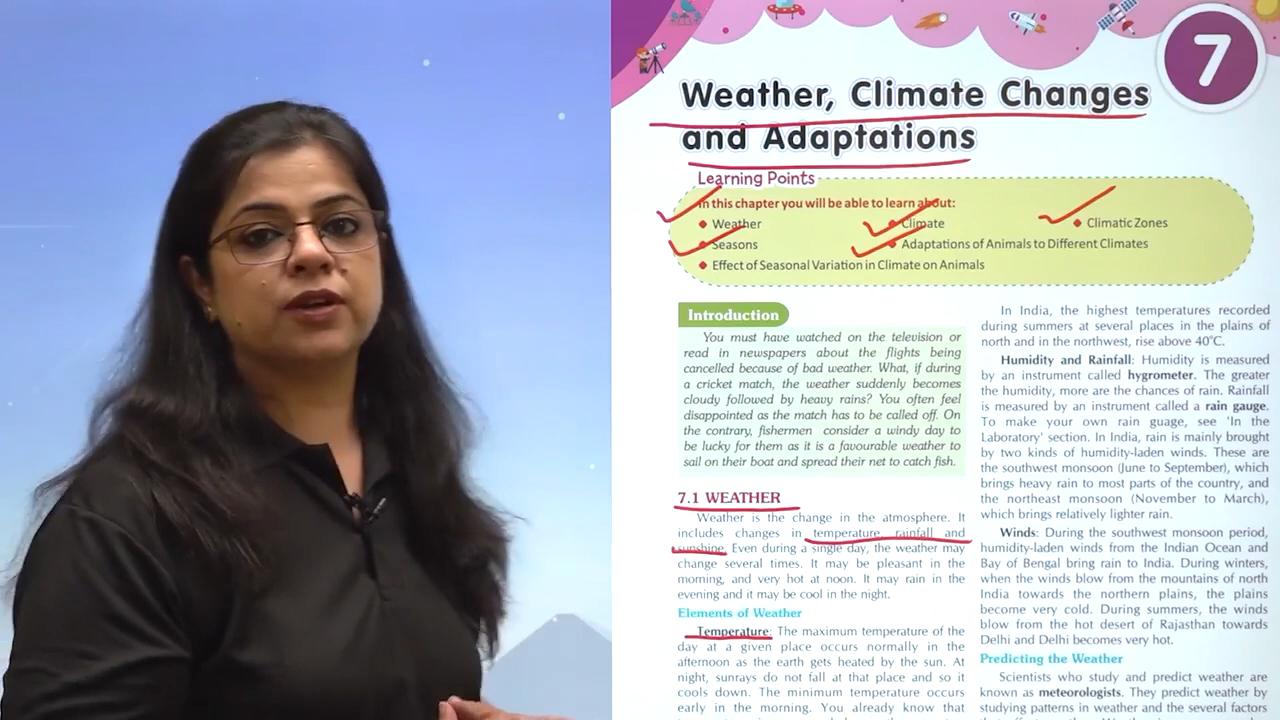 7
Weather, Climate Changes
and Adaptations
Learning Points
In this chapter you will be able to learn about:
Weather
Climate
Climatic Zones
Seasons
Adaptations of Animals to Different Climates
Effect of Seasonal Variation in Climate on Animals
Introduction
You must have watched on the television or
read in newspapers about the flights being
cancelled because of bad weather. What, if during
a cricket match, the weather suddenly becomes
cloudy followed by heavy rains? You often feel
disappointed as the match has to be called off. On
the contrary, fishermen consider a windy day to
be lucky for them as it is a favourable weather to
sail on their boat and spread their net to catch fish.
7.1 WEATHER
Weather is the change in the atmosphere. It
includes changes in temperature, rainfall and
sunshine. Even during a single day, the weather may
change several times. It may be pleasant in the
morning, and very hot at noon. It may rain in the
evening and it may be cool in the night.
Elements of Weather
Temperature: The maximum temperature of the
day at a given place occurs normally in the
afternoon as the earth gets heated by the sun. At
night, sunrays do not fall at that place and so it
cools down. The minimum temperature occurs
early in the morning. You already know that
In India, the highest temperatures recorded
during summers at several places in the plains of
north and in the northwest, rise above 40°C.
Humidity and Rainfall: Humidity is measured
by an instrument called hygrometer. The greater
the humidity, more are the chances of rain. Rainfall
is measured by an instrument called a rain gauge.
To make your own rain guage, see 'In the
Laboratory' section. In India, rain is mainly brought
by two kinds of humidity-laden winds. These are
the southwest monsoon (June to September), which
brings heavy rain to most parts of the country, and
the northeast monsoon (November to March),
which brings relatively lighter rain.
Winds: During the southwest monsoon period,
humidity-laden winds from the Indian Ocean and
Bay of Bengal bring rain to India. During winters,
when the winds blow from the mountains of north
India towards the northern plains, the plains
become very cold. During summers, the winds
blow from the hot desert of Rajasthan towards
Delhi and Delhi becomes very hot.
Predicting the Weather
Scientists who study and predict weather are
known as meteorologists. They predict weather by
studying patterns in weather and the several factors